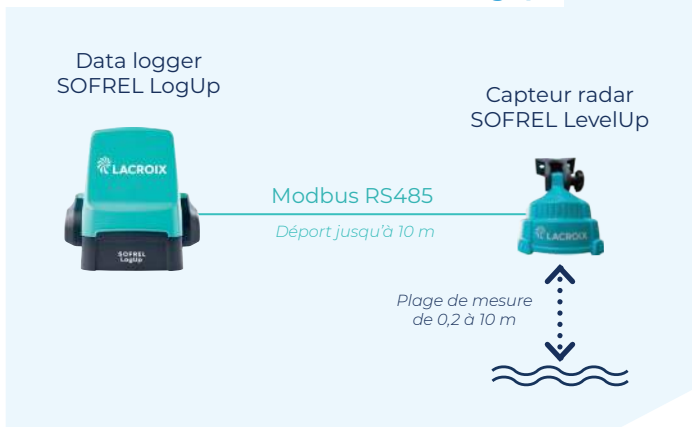 Data logger
SOFREL LogUp
Capteur radar
SOFREL LevelUp
LACROIX
SOFREL
LogUp
Modbus RS485
Déport jusqu'à 10 m
LACROIX
Plage de mesure
de 0,2 à 10 m